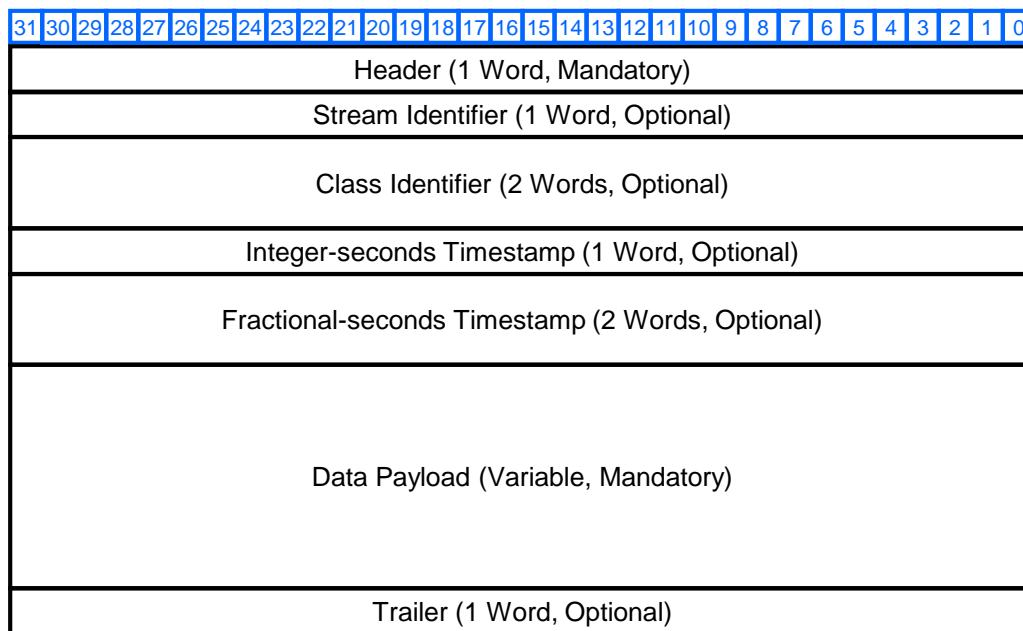 31 30 29 28 27 26 25 24 23 22 21 20 19 18 17 16 15 14 13 12 11 10 9 8 7 6 5 4 3 2 1 0
Header (1 Word, Mandatory)
Stream Identifier (1 Word, Optional)
Class Identifier (2 Words, Optional)
Integer-seconds Timestamp (1 Word, Optional)
Fractional-seconds Timestamp (2 Words, Optional)
Data Payload (Variable, Mandatory)
Trailer (1 Word, Optional)